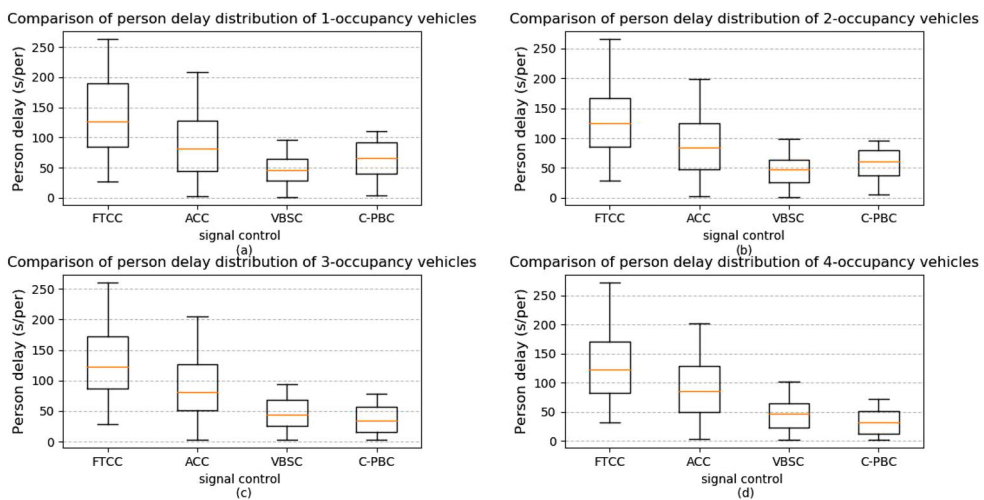 Comparison of person delay distribution of 1-occupancy vehicles
Person delay (s/per)
250
200
150
100
50
0
FTCC ACC VBSC C-PBC
signal control
(a)
Comparison of person delay distribution of 2-occupancy vehicles
Person delay (s/per)
250
200
150
100
50
0
FTCC ACC VBSC C-PBC
signal control
(b)
Comparison of person delay distribution of 3-occupancy vehicles
Person delay (s/per)
250
200
150
100
50
0
FTCC ACC VBSC C-PBC
signal control
(c)
Comparison of person delay distribution of 4-occupancy vehicles
Person delay (s/per)
250
200
150
100
50
0
FTCC ACC VBSC C-PBC
signal control
(d)